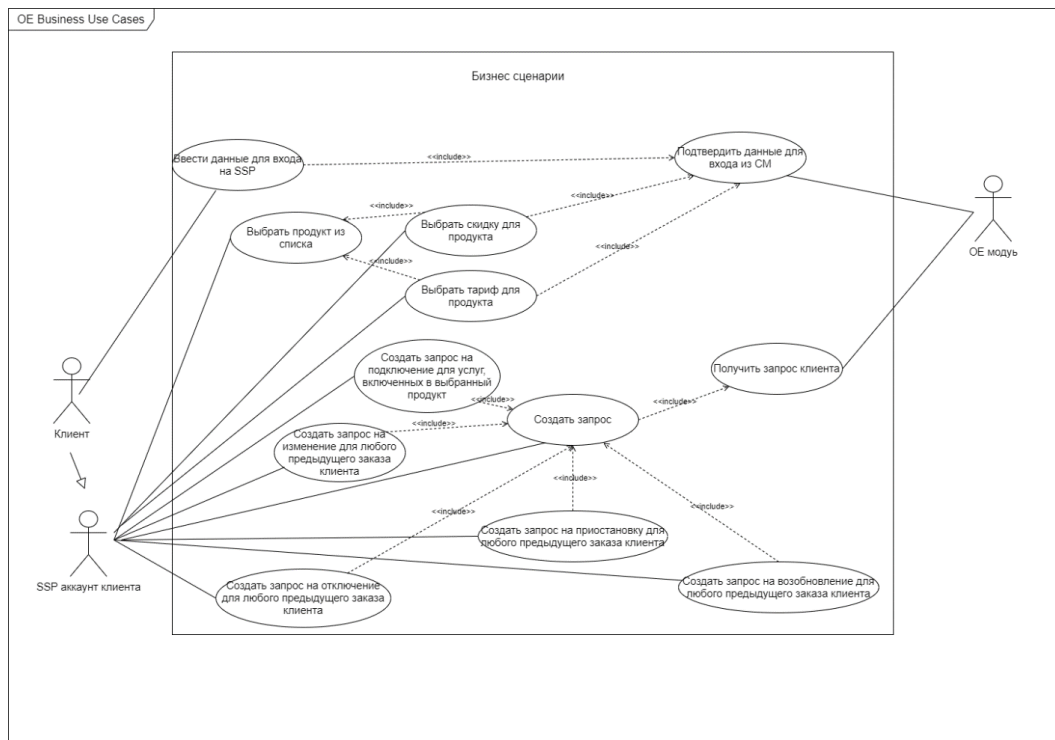 OE Business Use Cases
Бизнес сценарии
Ввести данные для входа
на SSP
<<include>>
Подтвердить данные для
входа из СМ
<<include>>
<<include>>
Выбрать продукт из
списка
Выбрать скидку для
продукта
<<include>>
<<include>>
Выбрать тариф для
продукта
OE модуь
Создать запрос на
подключение для услуг,
включенных в выбранный
продукт
Получить запрос клиента
<<include>>
<<include>>
Создать запрос
<<include>>
Клиент
Создать запрос на
изменение для любого
предыдущего заказа
клиента
<<include>>
<<include>>
<<include>>
Создать запрос на приостановку для
любого предыдущего заказа клиента
SSP аккаунт клиента
Создать запрос на отключение
для любого предыдущего заказа
клиента
Создать запрос на возобновление для
любого предыдущего заказа клиента